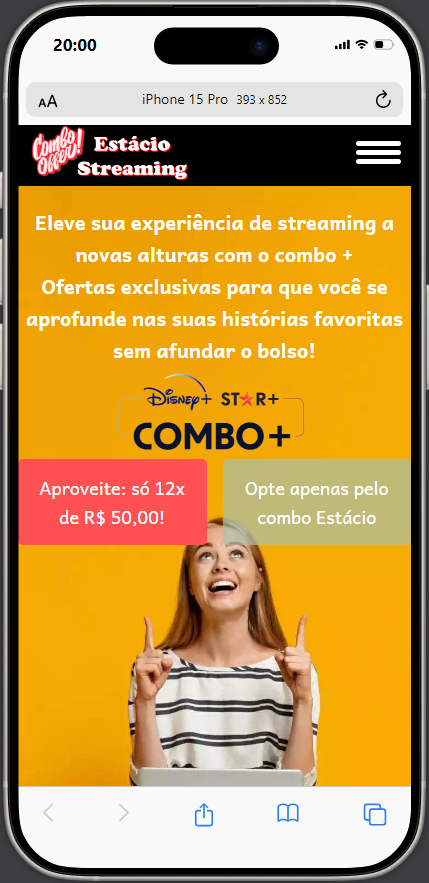 20:00
AA
iPhone 15 Pro 393 x 852
Combo Offer!
Estácio
Streaming
Eleve sua experiência de streaming a
novas alturas com o combo +
Ofertas exclusivas para que você se
aprofunde nas suas histórias favoritas
sem afundar o bolso!
Disney+ STAR+
COMBO+
Aproveite: só 12x
de R$ 50,00!
Opte apenas pelo
combo Estácio